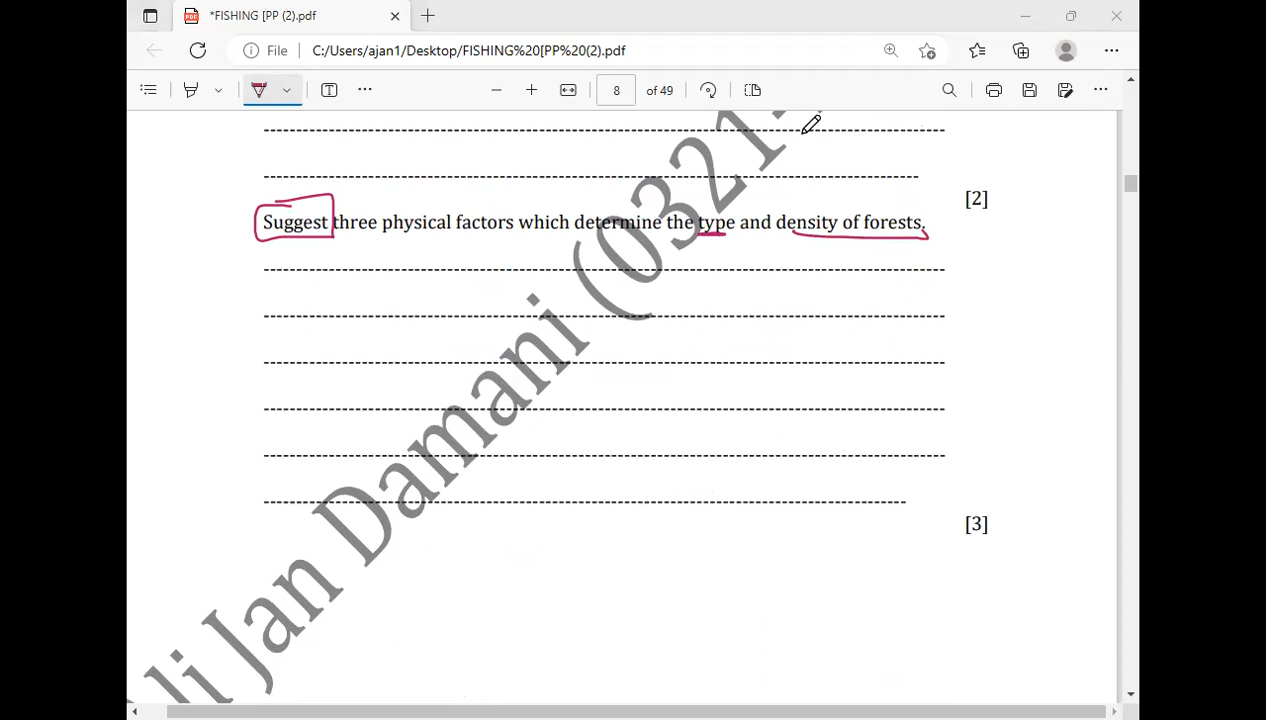 *FISHING [PP (2).pdf
File C:/Users/ajan1/Desktop/FISHING%20[PP%20(2).pdf
8 of 49
[2]
Suggest three physical factors which determine the type and density of forests.
[3]
li Jan Damani (0321-